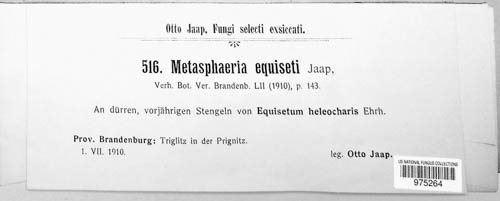 Otto Jaap, Fungi selecti exsiccati.
516. Metasphaeria equiseti Jaap,
Verh. Bot. Ver. Brandenb. LII (1910), p. 143.
An dürren, vorjährigen Stengeln von Equisetum heleocharis Ehrh.
Prov. Brandenburg: Triglitz in der Prignitz.
1. VII. 1910. leg. Otto Jaap.
US NATIONAL FUNGUS COLLECTIONS
975264